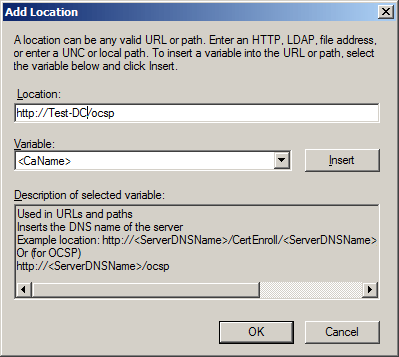 Add Location
A location can be any valid URL or path. Enter an HTTP, LDAP, file address,
or enter a UNC or local path. To insert a variable into the URL or path, select
the variable below and click Insert.
Location:
http://Test-DC/ocsp
Variable:
<CaName>
Insert
Description of selected variable:
Used in URLs and paths
Inserts the DNS name of the server
Example location: http://<ServerDNSName>/CertEnroll/<ServerDNSName>
Or (for OCSP)
http://<ServerDNSName>/ocsp
OK
Cancel